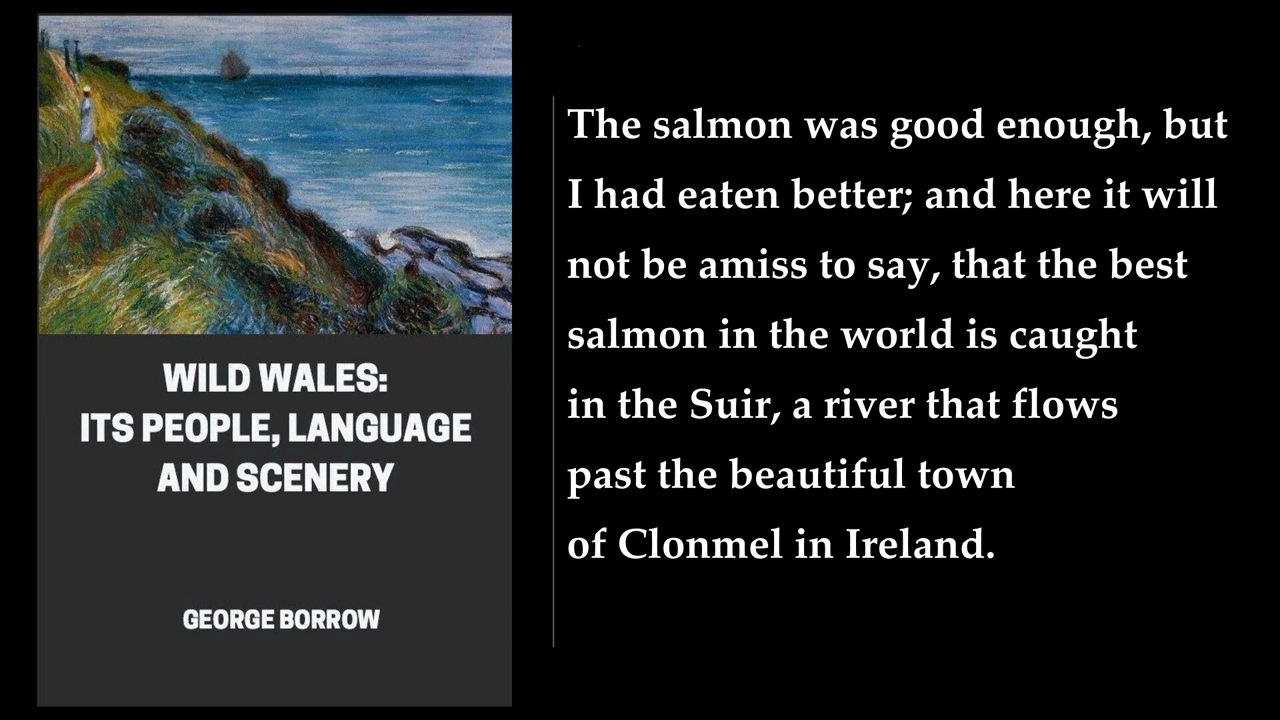 WILD WALES:
ITS PEOPLE, LANGUAGE
AND SCENERY
GEORGE BORROW
The salmon was good enough, but
I had eaten better; and here it will
not be amiss to say, that the best
salmon in the world is caught
in the Suir, a river that flows
past the beautiful town
of Clonmel in Ireland.